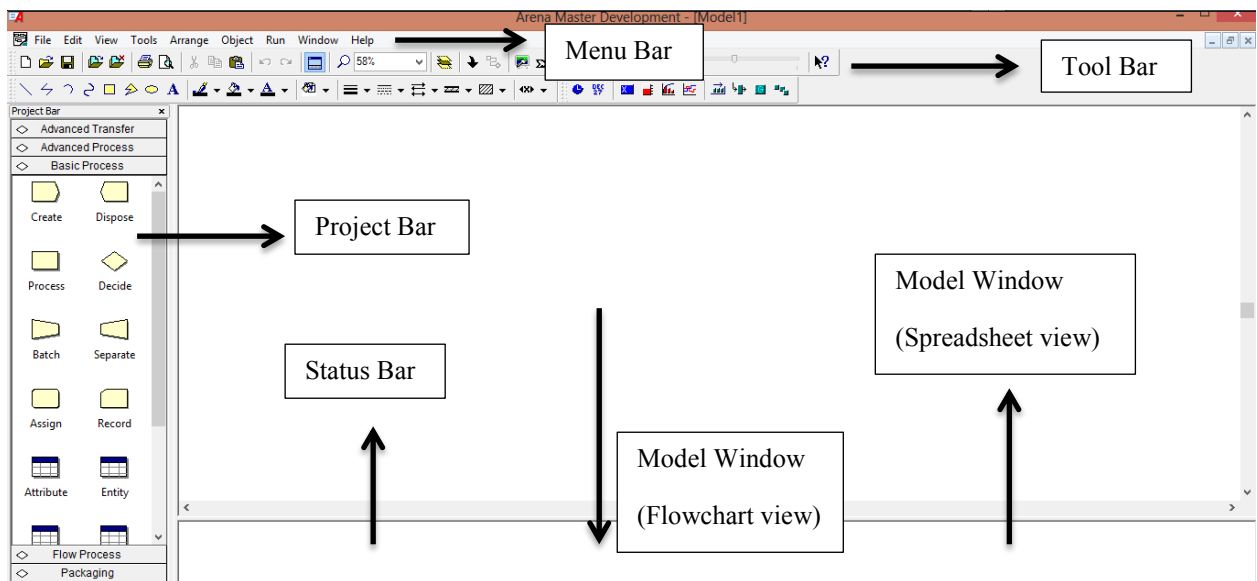 Arena Master Development - [Model1]
File Edit View Tools Arrange Object Run Window Help
Menu Bar
58%
Tool Bar
A A
Project Bar
Advanced Transfer
Advanced Process
Basic Process
Create Dispose
Process Decide
Batch Separate
Assign Record
Attribute Entity
Flow Process
Packaging
Project Bar
Status Bar
Model Window
(Spreadsheet view)
Model Window
(Flowchart view)